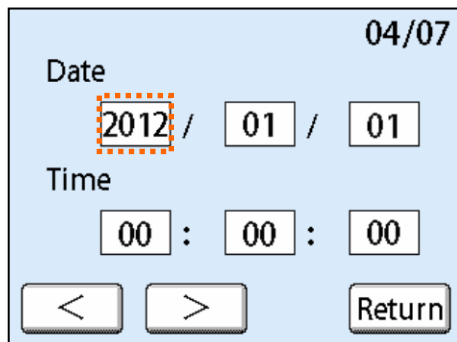 04/07
Date
2012 / 01 / 01
Time
00 : 00 : 00
< > Return